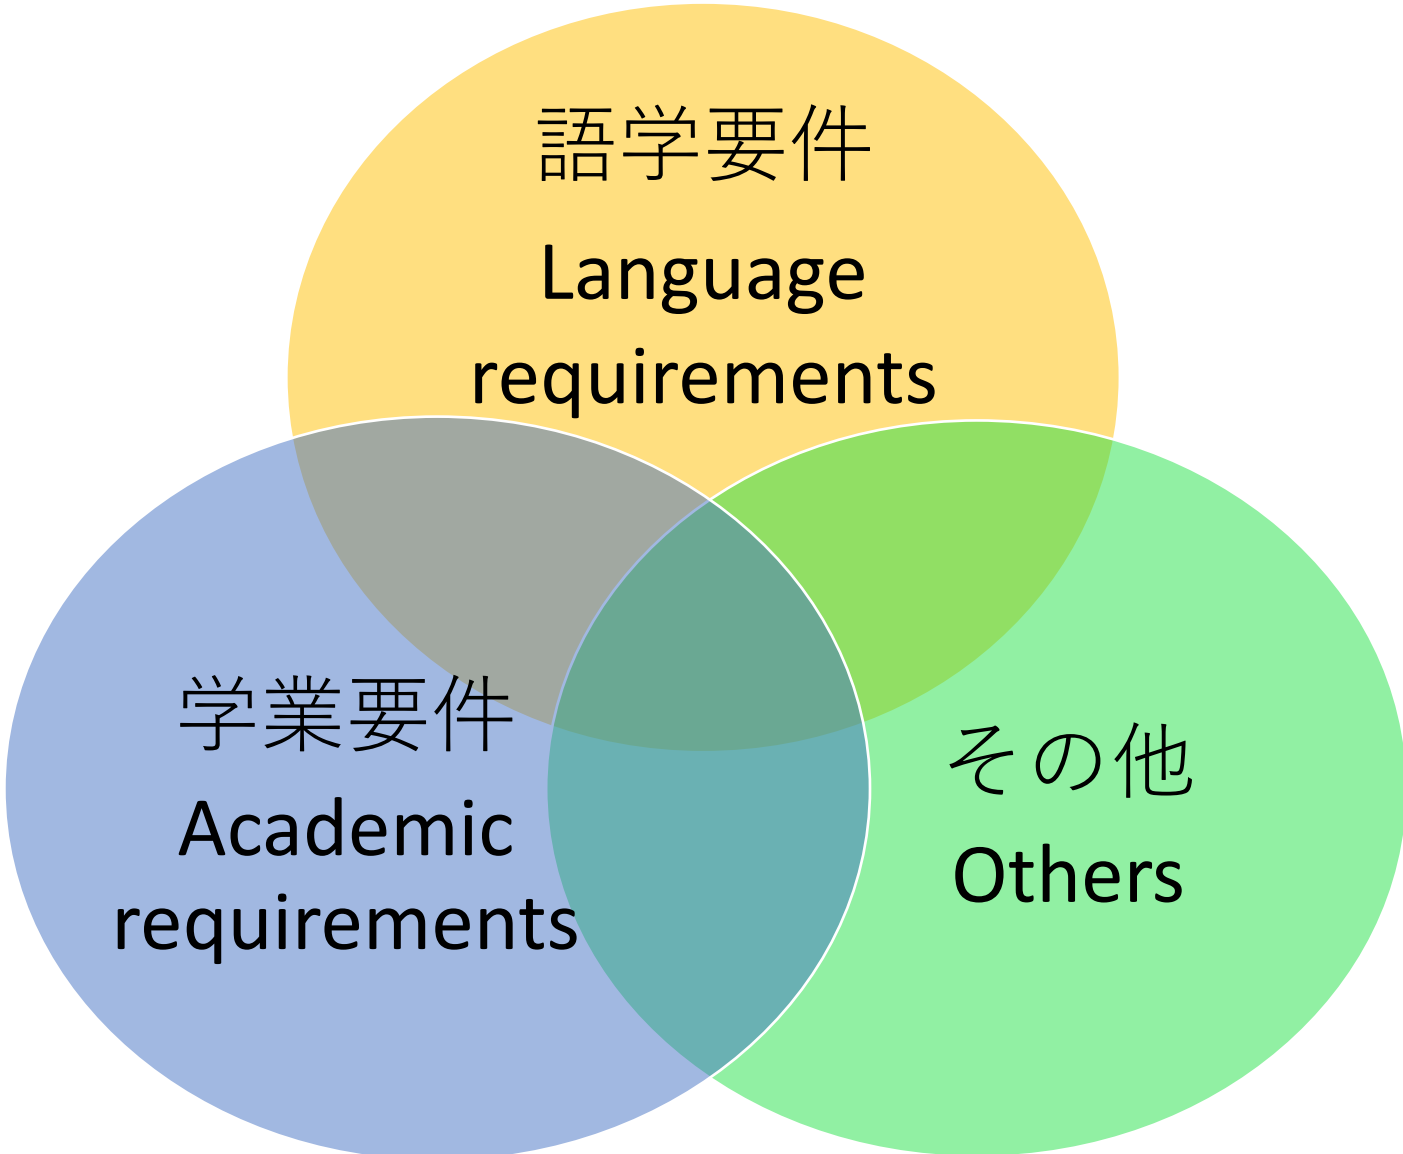 語学要件
Language
requirements
学業要件
Academic
requirements
その他
Others